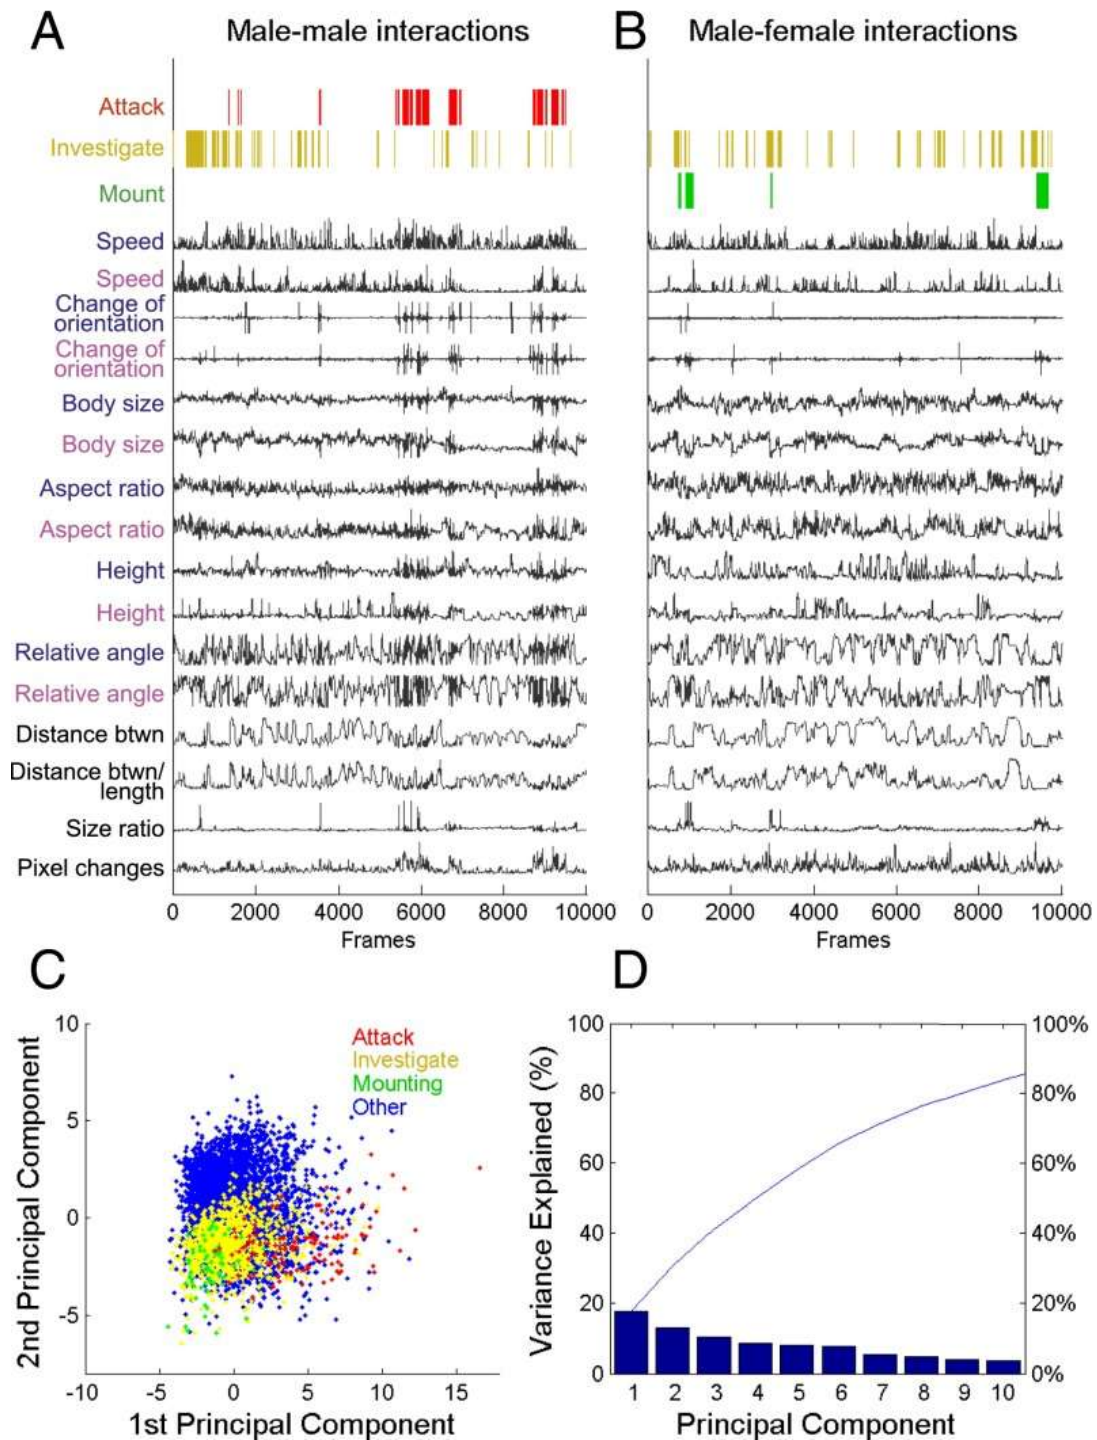 A
Male-male interactions
B
Male-female interactions
Attack
Investigate
Mount
Speed
Speed
Change of
orientation
Change of
orientation
Body size
Body size
Aspect ratio
Aspect ratio
Height
Height
Relative angle
Relative angle
Distance btwn
Distance btwn/
length
Size ratio
Pixel changes
0 2000 4000 6000 8000 10000
Frames
0 2000 4000 6000 8000 10000
Frames
C
10
5
0
-5
-10 -5 0 5 10 15
2nd Principal Component
1st Principal Component
Attack
Investigate
Mounting
Other
D
100
80
60
40
20
0
100%
80%
60%
40%
20%
0%
Variance Explained (%)
1 2 3 4 5 6 7 8 9 10
Principal Component